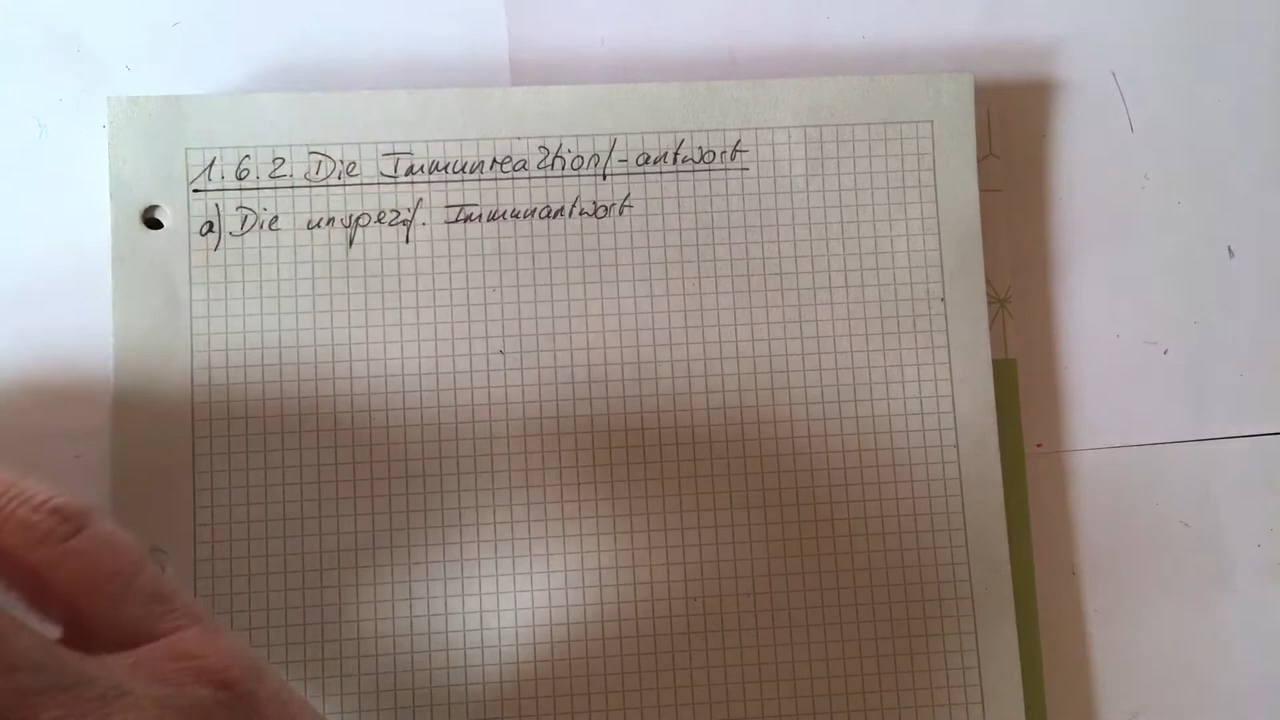 1.6.2. Die Immunreaktion/-antwort
a) Die unspezif. Immunantwort